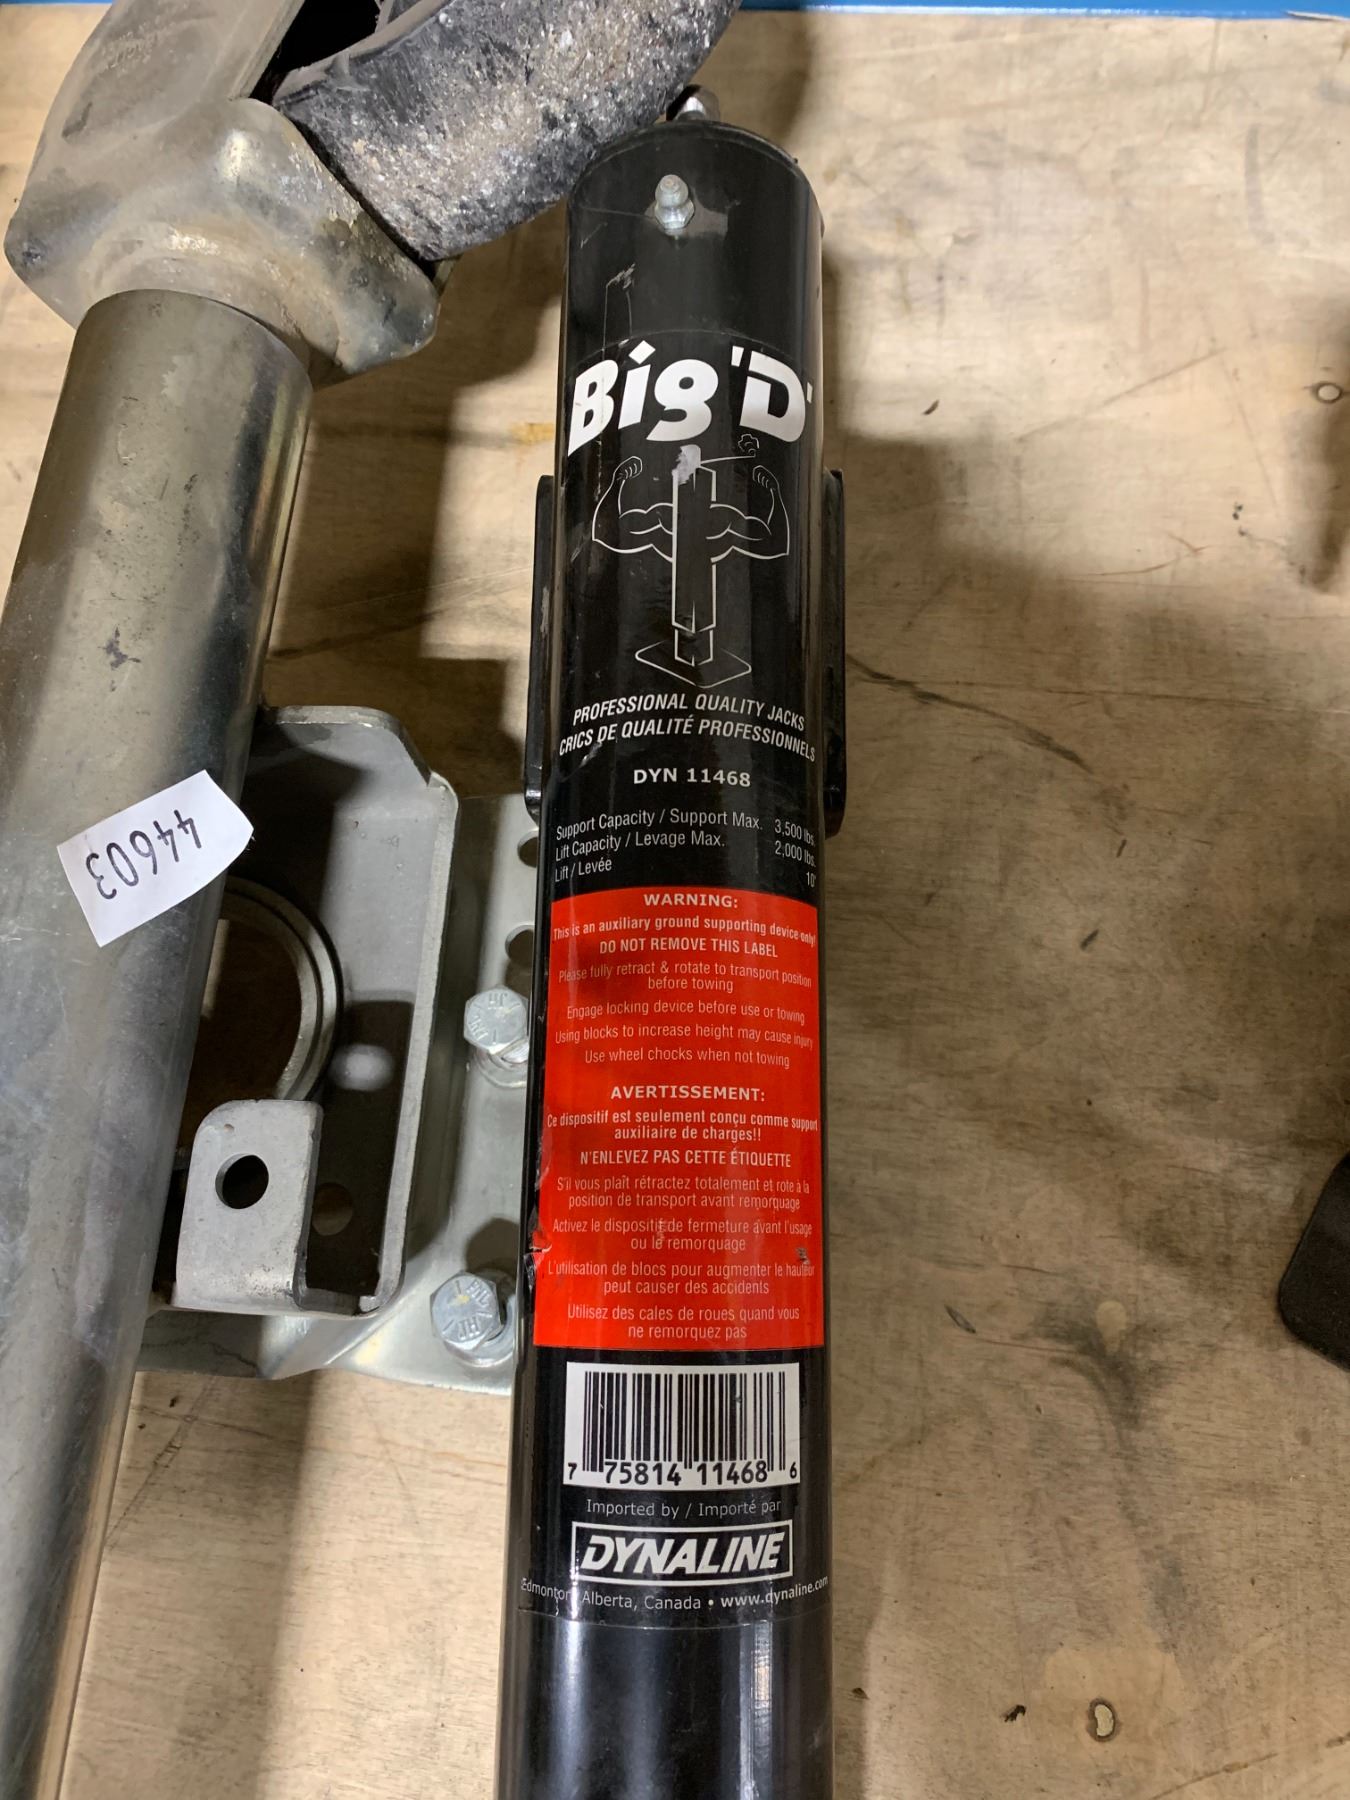 Big 'D'
PROFESSIONAL QUALITY JACKS
CRICS DE QUALITÉ PROFESSIONNELS
DYN 11468
Support Capacity / Support Max. 3,500 lbs.
Lift Capacity / Levage Max. 2,000 lbs.
Lift / Levée 10"
WARNING:
This is an auxiliary ground supporting device only!
DO NOT REMOVE THIS LABEL
Please fully retract & rotate to transport position
before towing
Engage locking device before use or towing
Using blocks to increase height may cause injury
Use wheel chocks when not towing
AVERTISSEMENT:
Ce dispositif est seulement conçu comme support
auxiliaire de charges!!
N'ENLEVEZ PAS CETTE ÉTIQUETTE
S'il vous plaît rétractez totalement et rote à la
position de transport avant remorquage
Activez le dispositif de fermeture avant l'usage
ou le remorquage
L'utilisation de blocs pour augmenter le hauteur
peut causer des accidents
Utilisez des cales de roues quand vous
ne remorquez pas
7 75814 11468 6
Imported by / Importé par
DYNALINE
Edmonton, Alberta, Canada • www.dynaline.com
44603